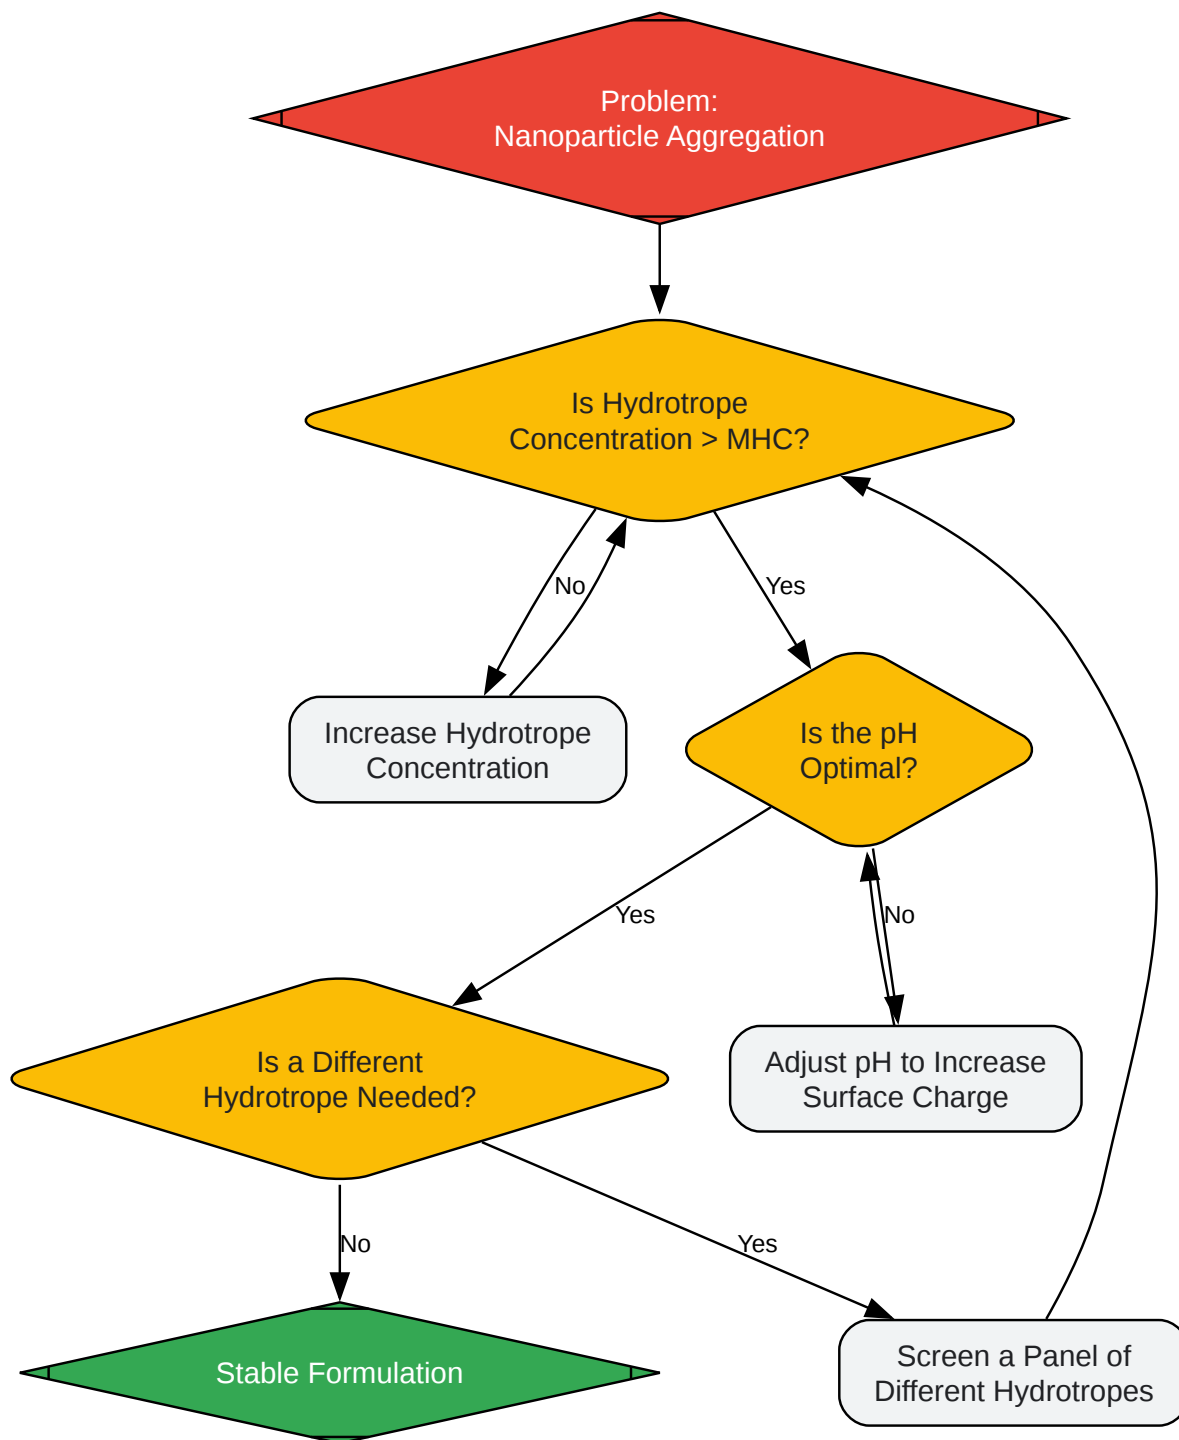 Problem:
Nanoparticle Aggregation
Is Hydrotrope
Concentration > MHC?
No
Yes
Increase Hydrotrope
Concentration
Is the pH
Optimal?
Yes
No
Is a Different
Hydrotrope Needed?
Adjust pH to Increase
Surface Charge
No
Yes
Stable Formulation
Screen a Panel of
Different Hydrotropes